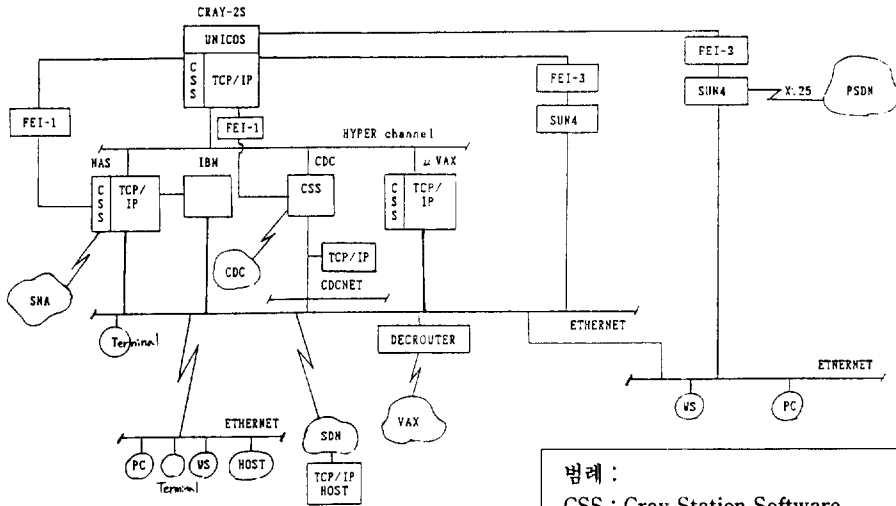 CRAY-2S
UNICOS
CSS
TCP/IP
FEI-3
FEI-3
SUN4
X.25
PSDN
FEI-1
FEI-1
SUN4
HYPER channel
NAS
IBM
CDC
μ VAX
CSS
TCP/IP
CSS
CSS
TCP/IP
TCP/IP
CDC
SNA
CDCNET
ETHERNET
Terminal
DECROUTER
ETHERNET
WS
PC
VAX
ETHERNET
SDN
PC
Terminal
WS
HOST
TCP/IP
HOST
범례 :
CSS : Cray Station Software